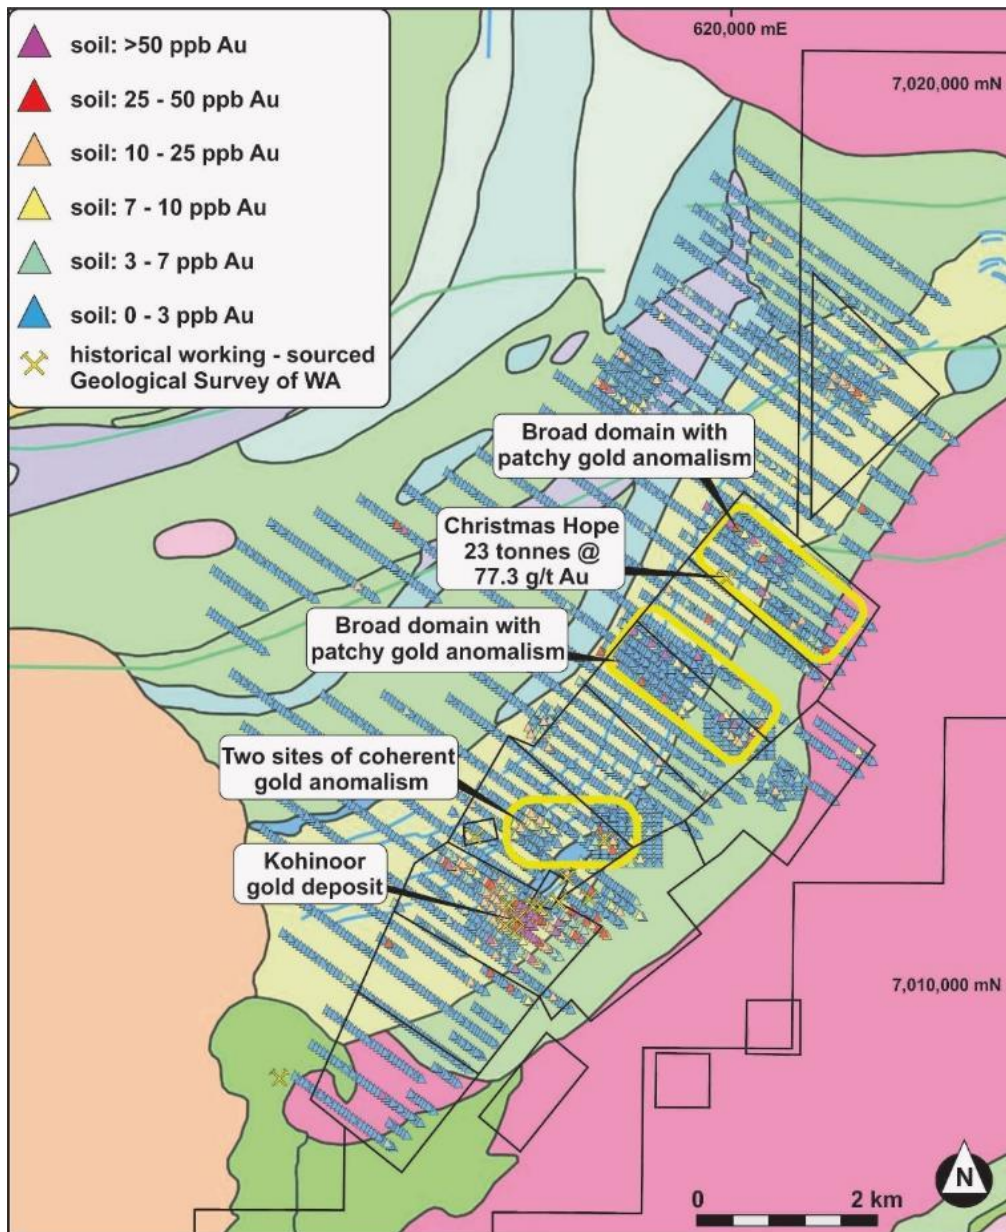 620,000 mE
7,020,000 mN
soil: >50 ppb Au
soil: 25 - 50 ppb Au
soil: 10 - 25 ppb Au
soil: 7 - 10 ppb Au
soil: 3 - 7 ppb Au
soil: 0 - 3 ppb Au
historical working - sourced
Geological Survey of WA
Broad domain with
patchy gold anomalism
Christmas Hope
23 tonnes @
77.3 g/t Au
Broad domain with
patchy gold anomalism
Two sites of coherent
gold anomalism
Kohinoor
gold deposit
7,010,000 mN
N
0 2 km